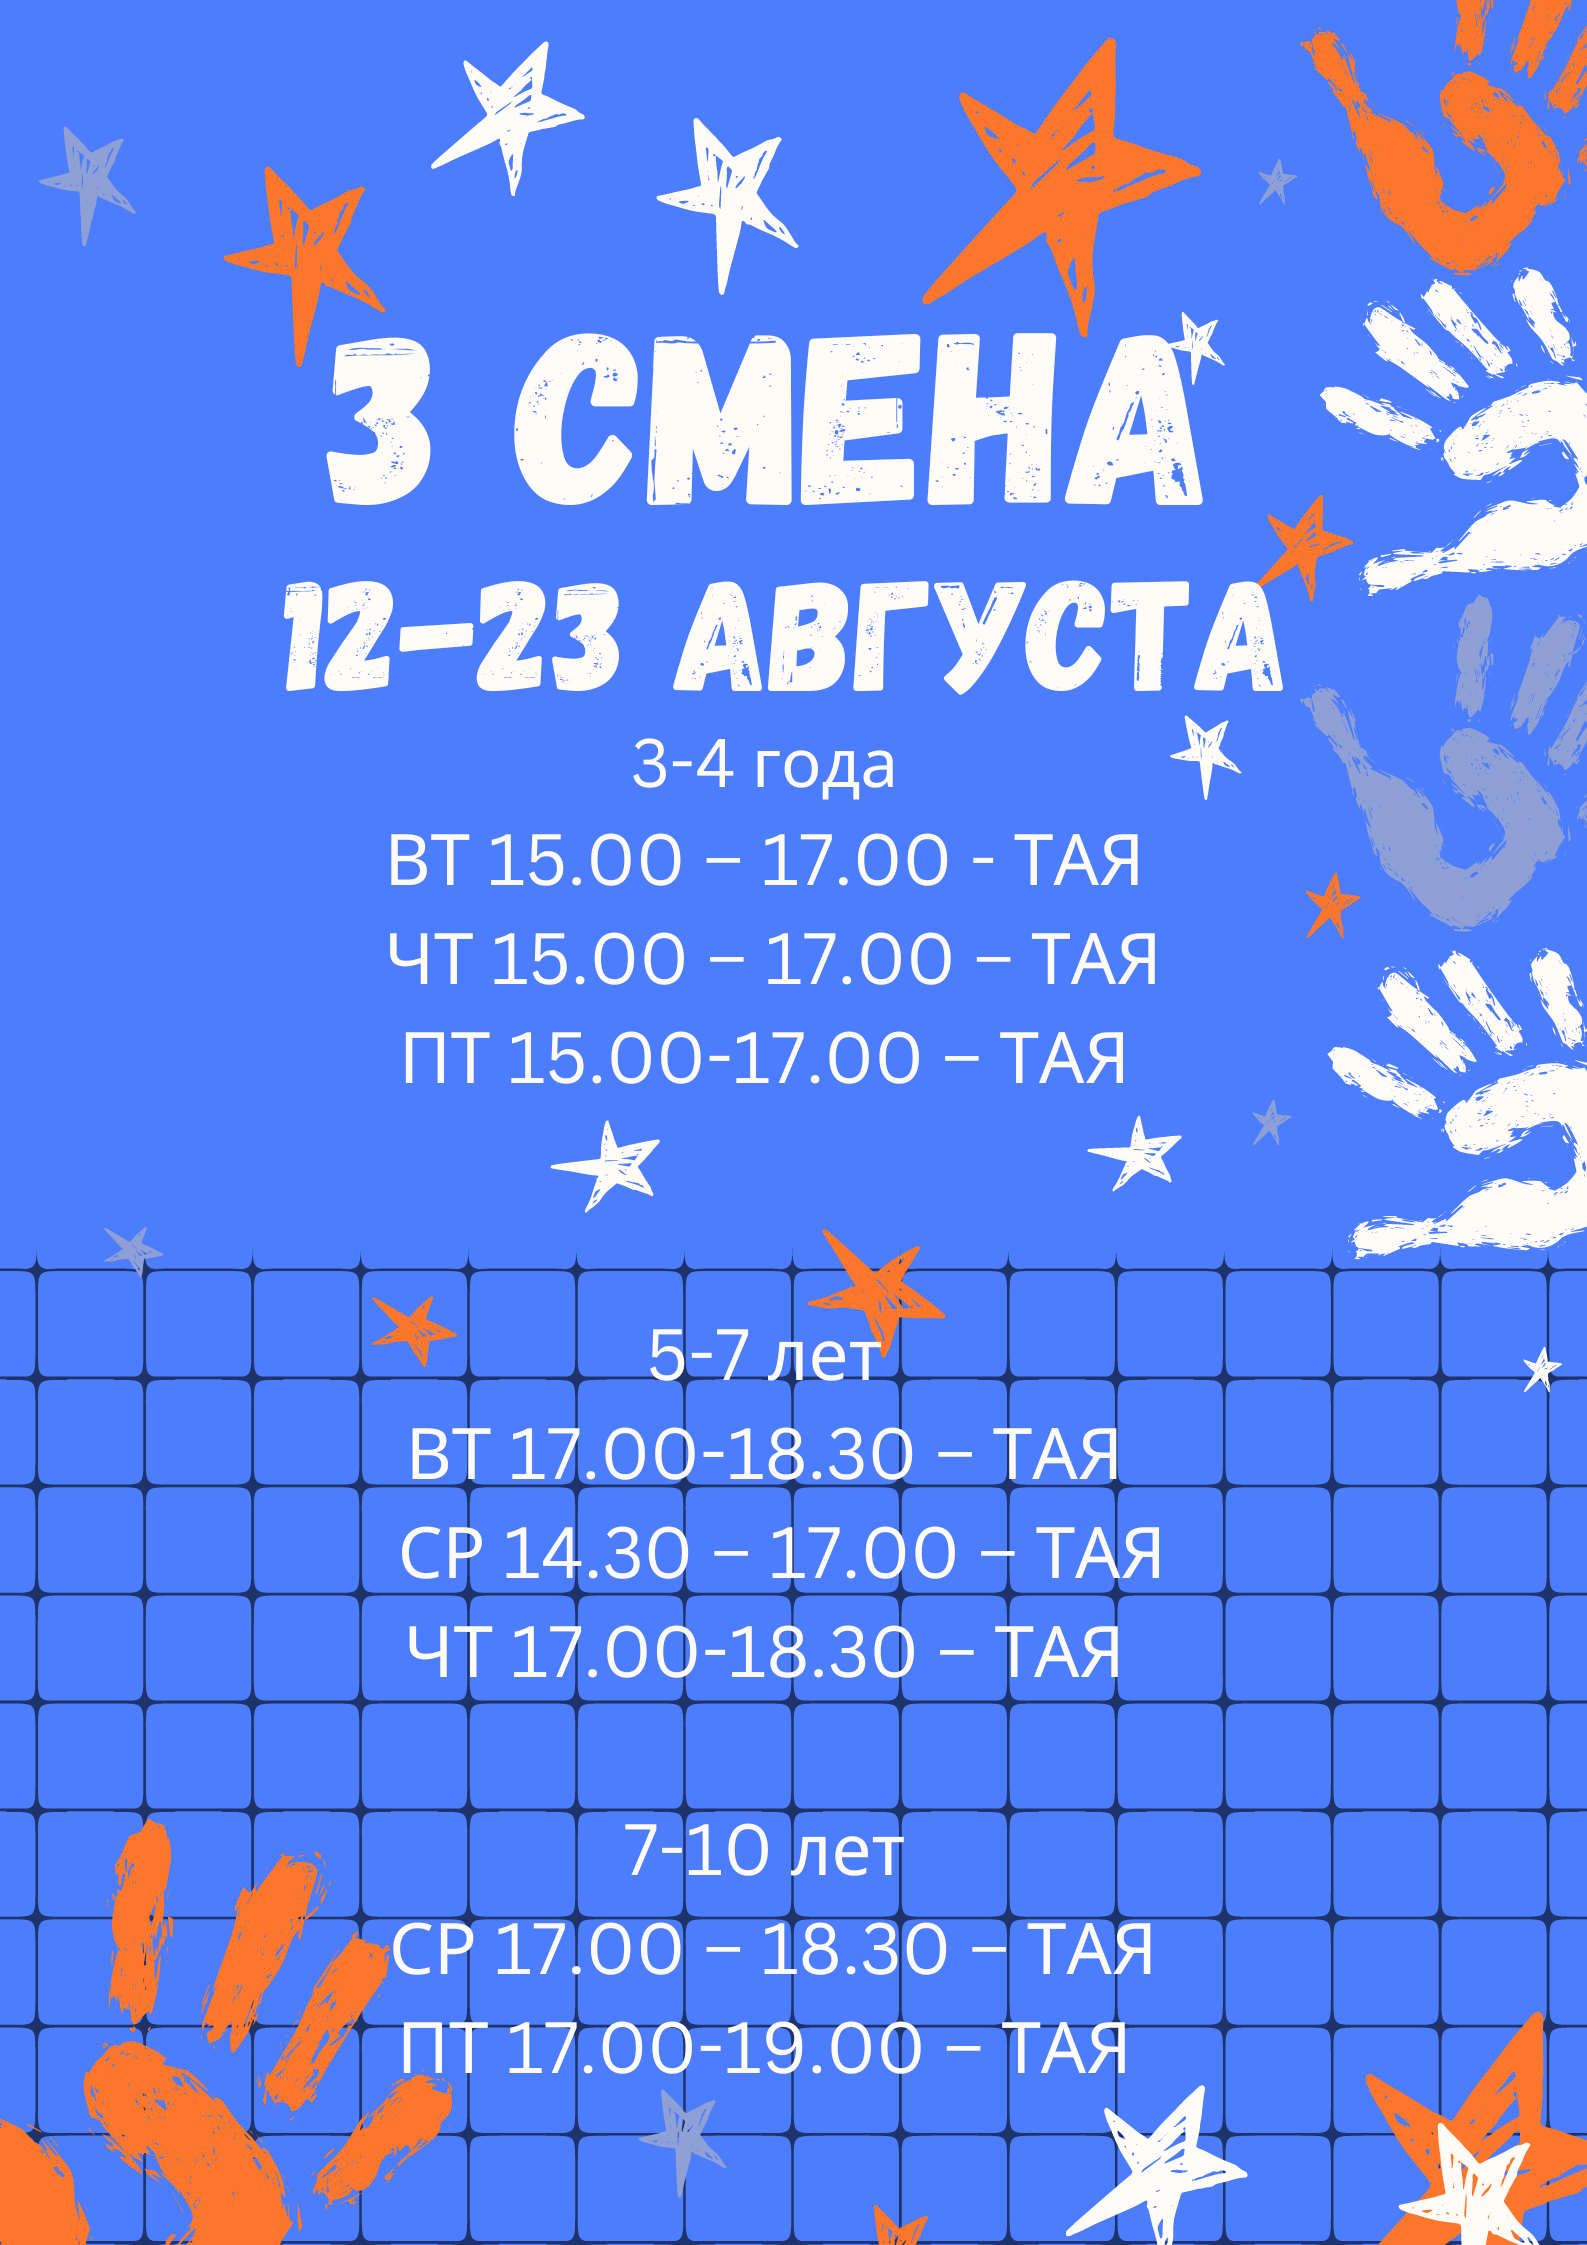 3 СМЕНА
12–23 АВГУСТА
3-4 года
ВТ 15.00 – 17.00 - ТАЯ
ЧТ 15.00 – 17.00 – ТАЯ
ПТ 15.00-17.00 – ТАЯ
5-7 лет
ВТ 17.00-18.30 – ТАЯ
СР 14.30 – 17.00 – ТАЯ
ЧТ 17.00-18.30 – ТАЯ
7-10 лет
СР 17.00 – 18.30 – ТАЯ
ПТ 17.00-19.00 – ТАЯ